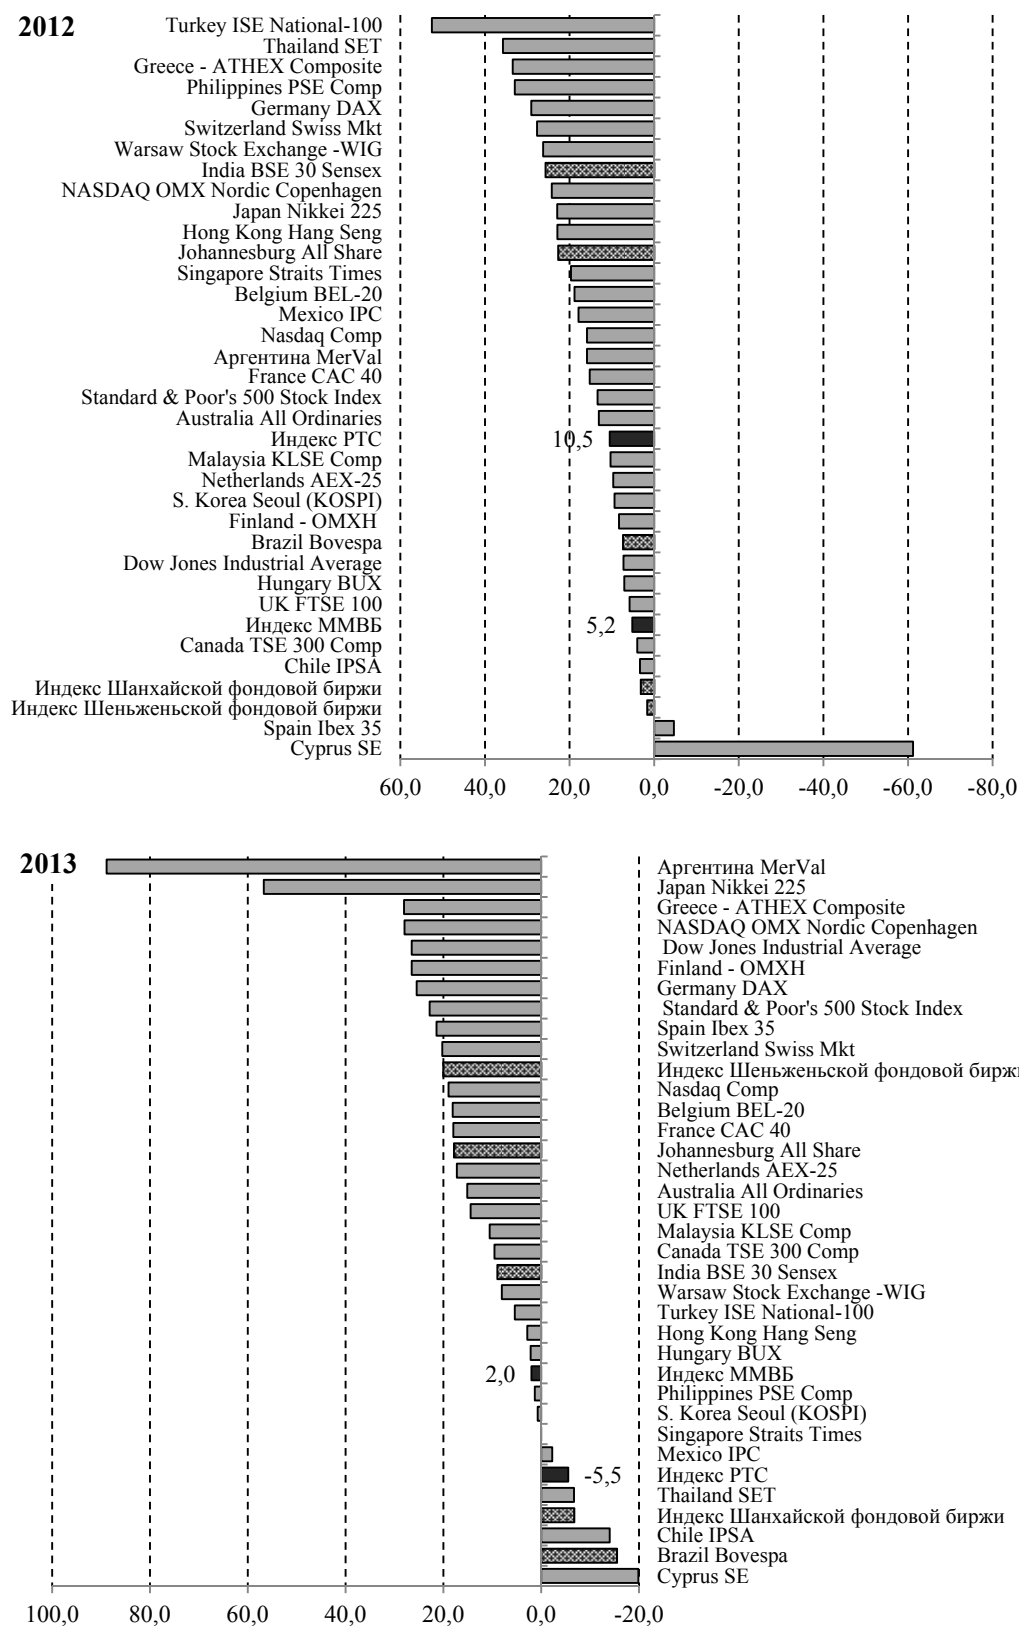 2012
Turkey ISE National-100
Thailand SET
Greece - ATHEX Composite
Philippines PSE Comp
Germany DAX
Switzerland Swiss Mkt
Warsaw Stock Exchange -WIG
India BSE 30 Sensex
NASDAQ OMX Nordic Copenhagen
Japan Nikkei 225
Hong Kong Hang Seng
Johannesburg All Share
Singapore Straits Times
Belgium BEL-20
Mexico IPC
Nasdaq Comp
Аргентина MerVal
France CAC 40
Standard & Poor's 500 Stock Index
Australia All Ordinaries
Индекс РТС 10,5
Malaysia KLSE Comp
Netherlands AEX-25
S. Korea Seoul (KOSPI)
Finland - OMXH
Brazil Bovespa
Dow Jones Industrial Average
Hungary BUX
UK FTSE 100
Индекс ММВБ 5,2
Canada TSE 300 Comp
Chile IPSA
Индекс Шанхайской фондовой биржи
Индекс Шеньженьской фондовой биржи
Spain Ibex 35
Cyprus SE
60,0 40,0 20,0 0,0 -20,0 -40,0 -60,0 -80,0
2013
Аргентина MerVal
Japan Nikkei 225
Greece - ATHEX Composite
NASDAQ OMX Nordic Copenhagen
Dow Jones Industrial Average
Finland - OMXH
Germany DAX
Standard & Poor's 500 Stock Index
Spain Ibex 35
Switzerland Swiss Mkt
Индекс Шеньженьской фондовой биржи
Nasdaq Comp
Belgium BEL-20
France CAC 40
Johannesburg All Share
Netherlands AEX-25
Australia All Ordinaries
UK FTSE 100
Malaysia KLSE Comp
Canada TSE 300 Comp
India BSE 30 Sensex
Warsaw Stock Exchange -WIG
Turkey ISE National-100
Hong Kong Hang Seng
Hungary BUX
2,0 Индекс ММВБ
Philippines PSE Comp
S. Korea Seoul (KOSPI)
Singapore Straits Times
Mexico IPC
-5,5 Индекс РТС
Thailand SET
Индекс Шанхайской фондовой биржи
Chile IPSA
Brazil Bovespa
Cyprus SE
100,0 80,0 60,0 40,0 20,0 0,0 -20,0